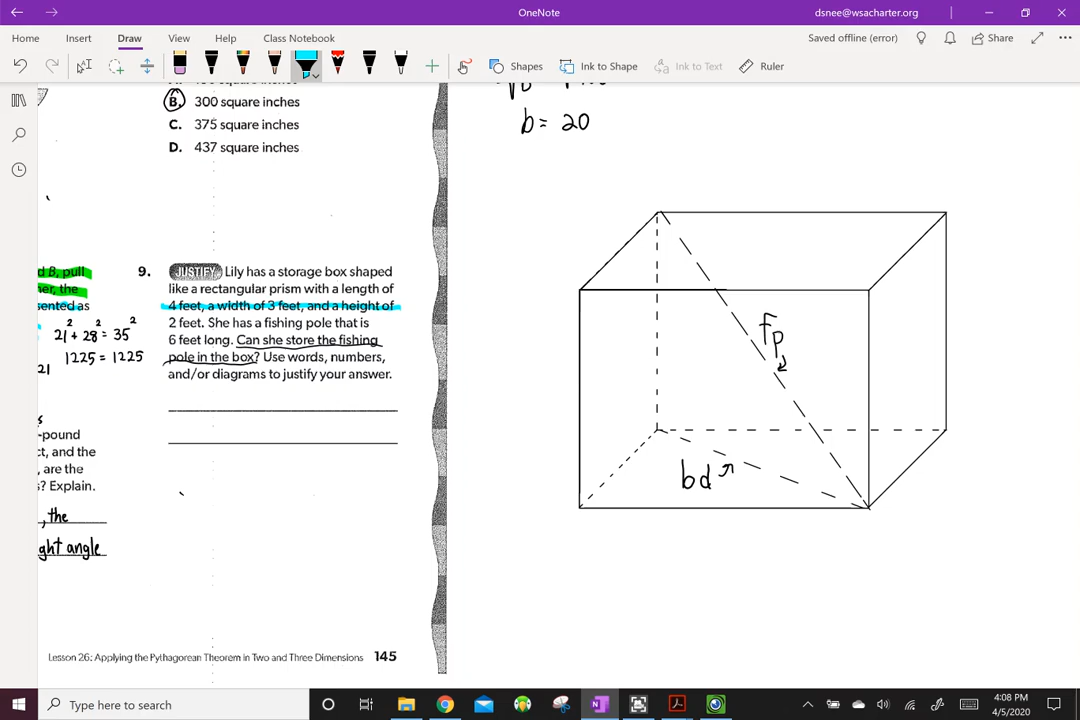 OneNote
dsnee@wsacharter.org
Home
Insert
Draw
View
Help
Class Notebook
Saved offline (error)
Share
Shapes
Ink to Shape
Ink to Text
Ruler
B. 300 square inches
C. 375 square inches
D. 437 square inches
b = 20
d B, pull
her, the
sented as
21² + 28² = 35²
1225 = 1225
21
9. JUSTIFY Lily has a storage box shaped
like a rectangular prism with a length of
4 feet, a width of 3 feet, and a height of
2 feet. She has a fishing pole that is
6 feet long. Can she store the fishing
pole in the box? Use words, numbers,
and/or diagrams to justify your answer.
-pound
ct, and the
, are the
s? Explain.
, the
ght angle
fp
bd
Lesson 26: Applying the Pythagorean Theorem in Two and Three Dimensions 145
Type here to search
4:08 PM
4/5/2020